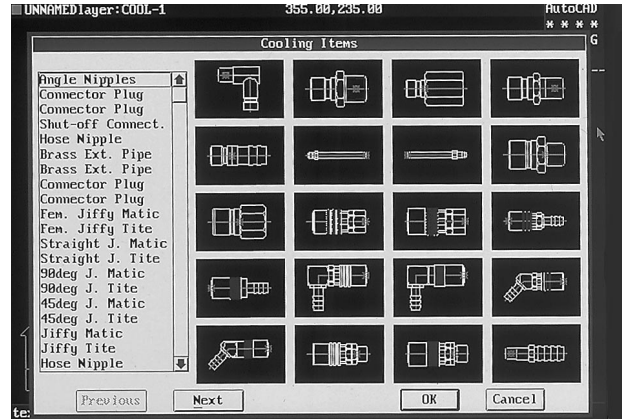 UNNAMED layer:COOL-1 355.00,235.00 AutoCAD
* * * *
Cooling Items
G
Angle Nipples
Connector Plug
Connector Plug
Shut-off Connect.
Hose Nipple
Brass Ext. Pipe
Brass Ext. Pipe
Connector Plug
Connector Plug
Fem. Jiffy Matic
Fem. Jiffy Tite
Straight J. Matic
Straight J. Tite
90deg J. Matic
90deg J. Tite
45deg J. Matic
45deg J. Tite
Jiffy Matic
Jiffy Tite
Hose Nipple
Previous Next OK Cancel
te